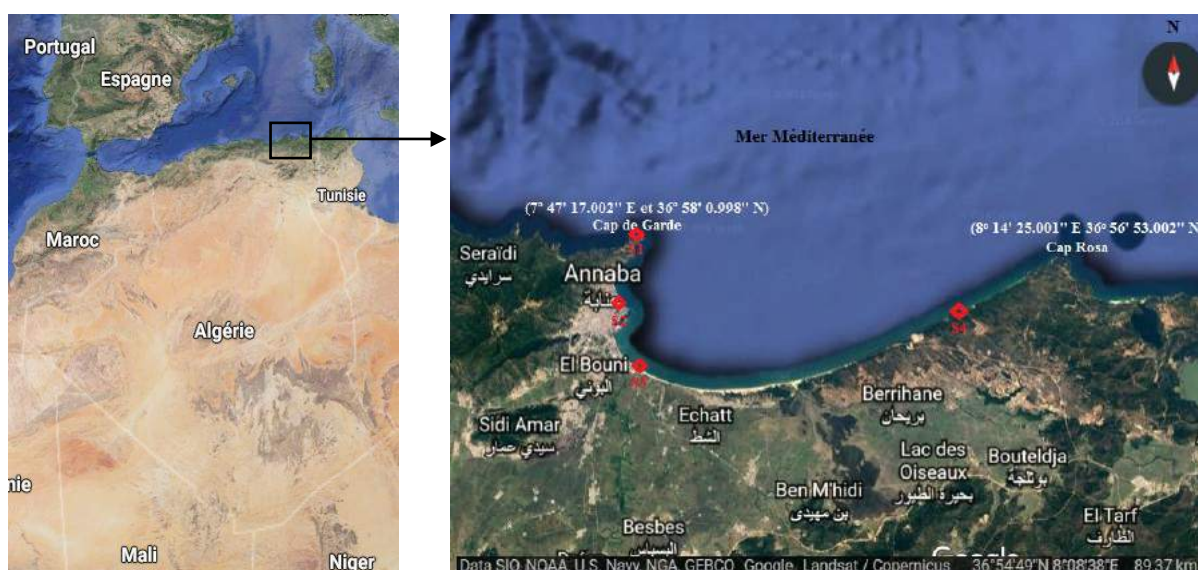 Portugal
Espagne
Tunisie
Maroc
Algérie
Mali
Niger
N
Mer Méditerranée
(7° 47' 17.002'' E et 36° 58' 0.998'' N)
Cap de Garde
(8° 14' 25.001'' E 36° 56' 53.002'' N
Cap Rosa
S1
Seraïdi
سرايدي
Annaba
عنابة
S2
S4
El Bouni
البوني
Berrihane
بريحان
Echatt
الشط
Sidi Amar
سيدي عمار
Lac des
Oiseaux
بحيرة الطيور
Bouteldja
بوثلجة
Ben M'hidi
بن مهيدي
El Tarf
الطارف
Besbes
البسباس
Google
Data SIO, NOAA, U.S. Navy, NGA, GEBCO, Google, Landsat / Copernicus 36°54'49"N 8°08'38"E 89.37 km